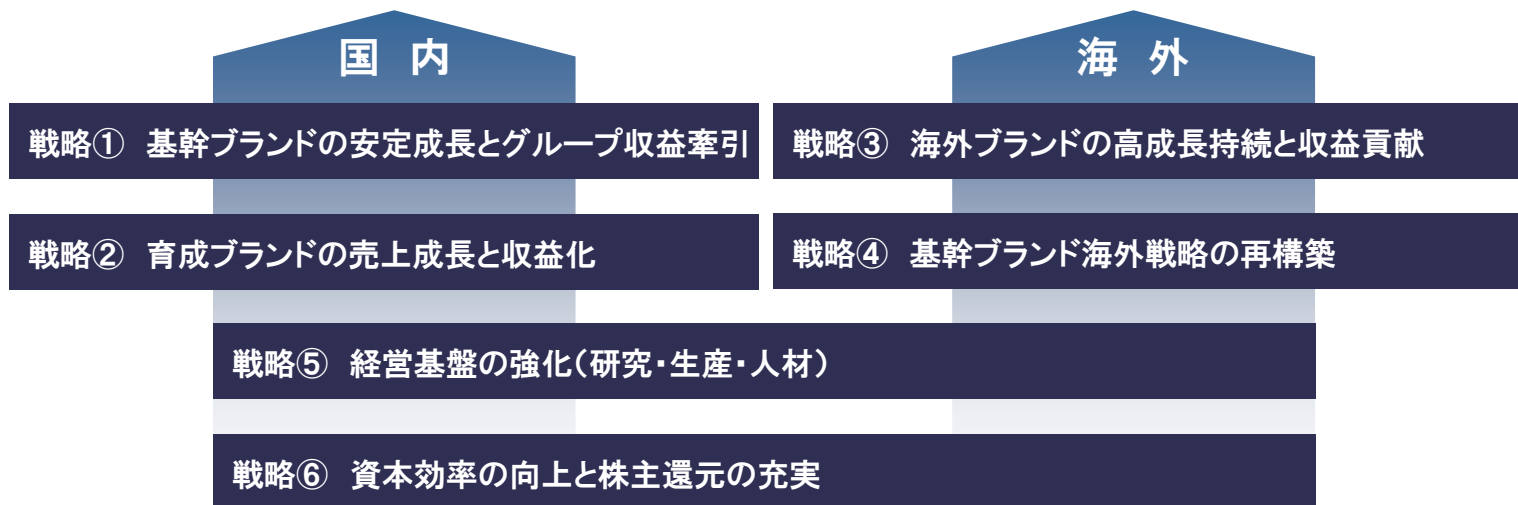 国 内
戦略① 基幹ブランドの安定成長とグループ収益牽引
戦略② 育成ブランドの売上成長と収益化
海 外
戦略③ 海外ブランドの高成長持続と収益貢献
戦略④ 基幹ブランド海外戦略の再構築
戦略⑤ 経営基盤の強化（研究・生産・人材）
戦略⑥ 資本効率の向上と株主還元の充実